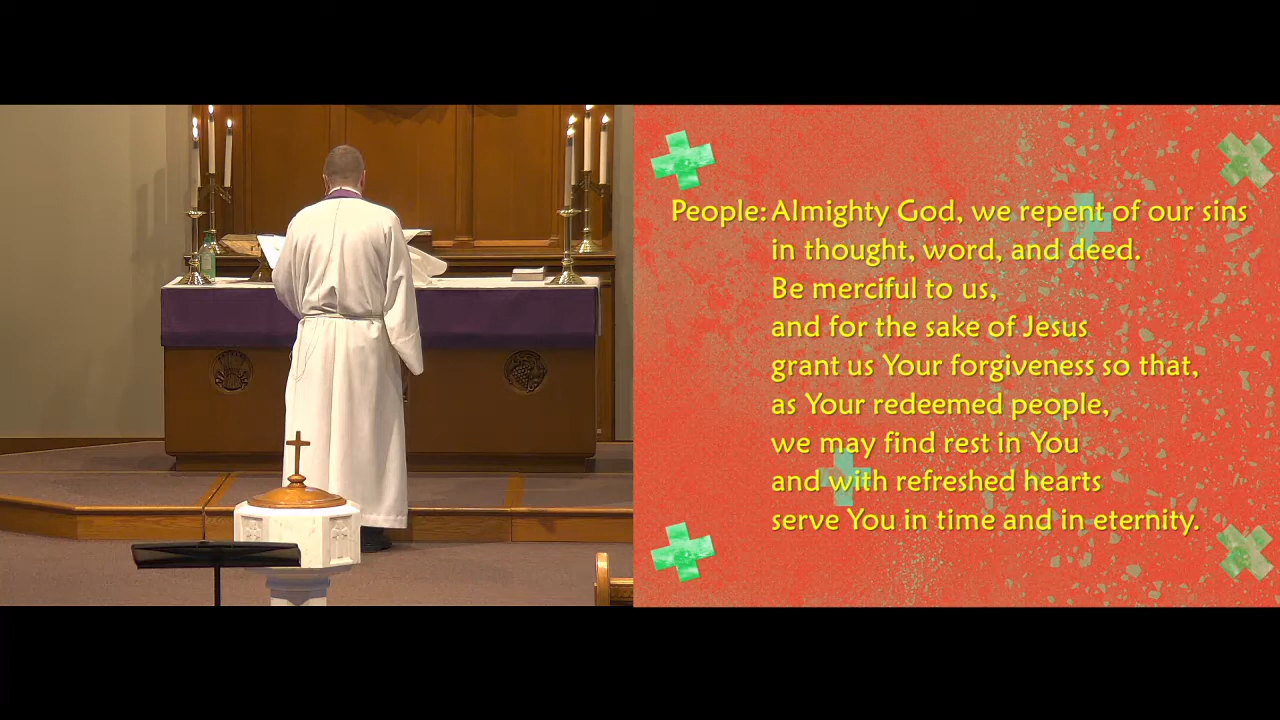 People: Almighty God, we repent of our sins
in thought, word, and deed.
Be merciful to us,
and for the sake of Jesus
grant us Your forgiveness so that,
as Your redeemed people,
we may find rest in You
and with refreshed hearts
serve You in time and in eternity.